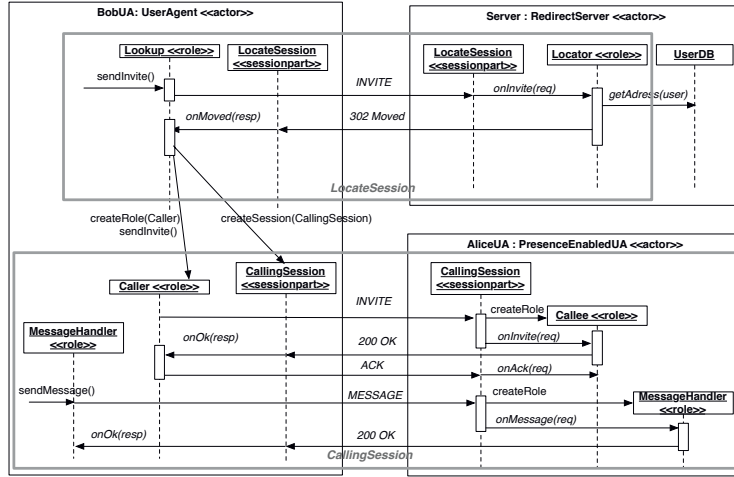 BobUA: UserAgent <<actor>>
Server : RedirectServer <<actor>>
Lookup <<role>>
LocateSession
<<sessionpart>>
LocateSession
<<sessionpart>>
Locator <<role>>
UserDB
sendInvite()
INVITE
onInvite(req)
getAdress(user)
onMoved(resp)
302 Moved
LocateSession
createRole(Caller)
sendInvite()
createSession(CallingSession)
AliceUA : PresenceEnabledUA <<actor>>
Caller <<role>>
CallingSession
<<sessionpart>>
CallingSession
<<sessionpart>>
INVITE
createRole
Callee <<role>>
MessageHandler
<<role>>
onOk(resp)
200 OK
onInvite(req)
ACK
onAck(req)
sendMessage()
MESSAGE
createRole
MessageHandler
<<role>>
onMessage(req)
onOk(resp)
200 OK
CallingSession